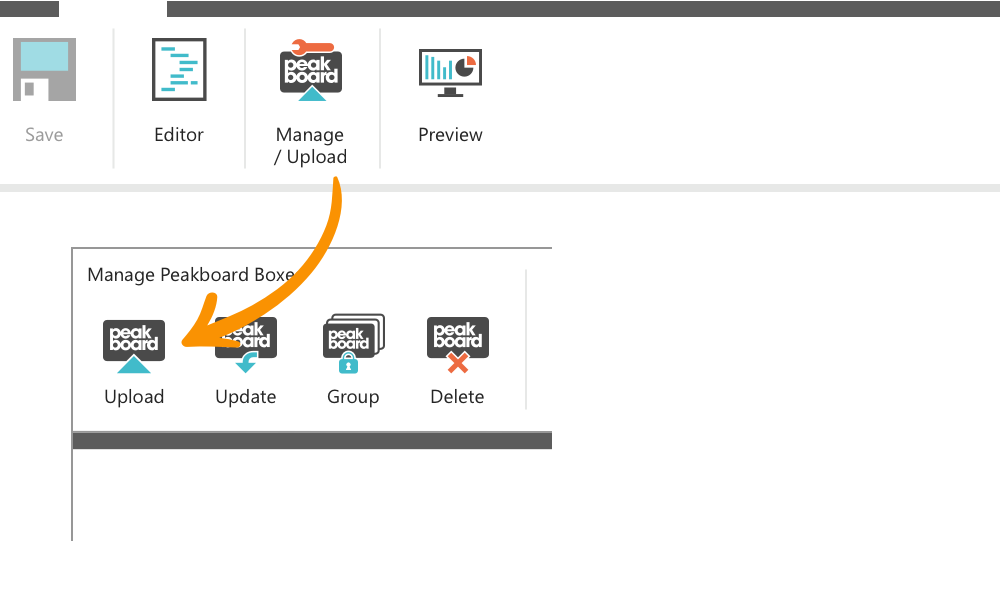 peak
board
Save
Editor
Manage
/ Upload
Preview
Manage Peakboard Boxe
peak
board
peak
board
peak
board
peak
board
Upload
Update
Group
Delete